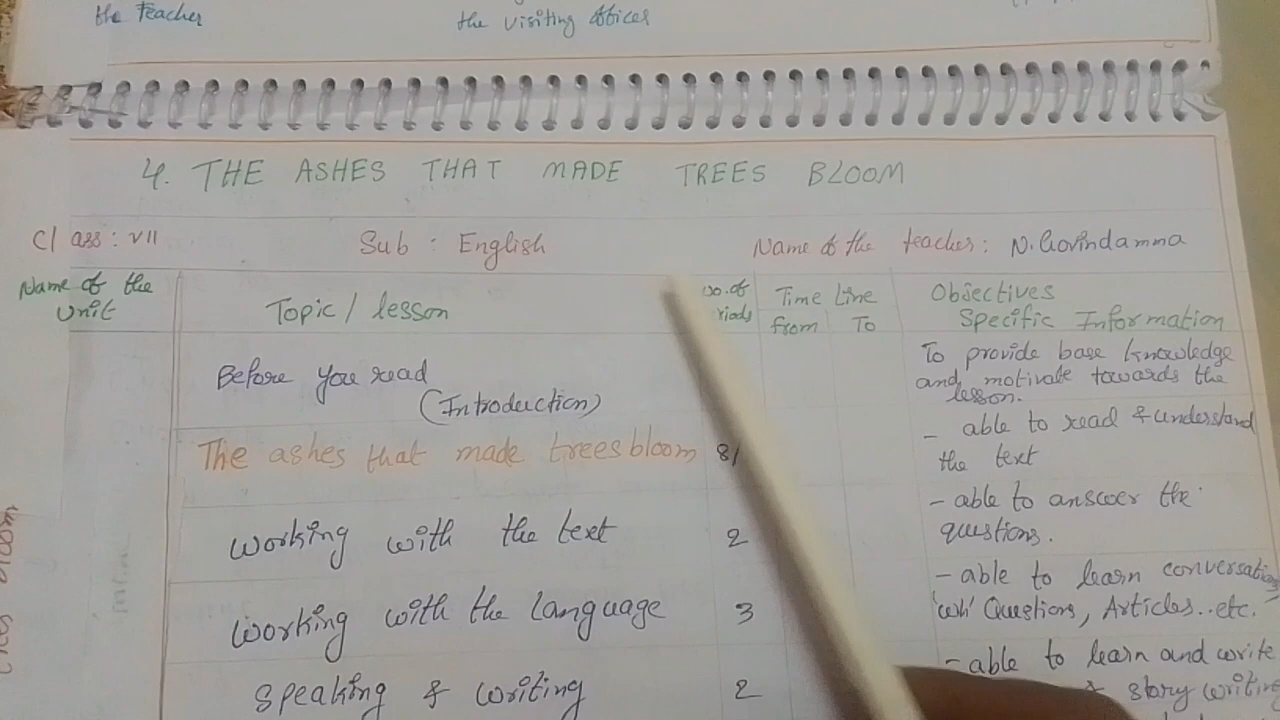 the Teacher
the visiting officer
4. THE ASHES THAT MADE TREES BLOOM
Class: VII Sub: English Name of the teacher: N. Govindamma
Name of the Unit
Topic / lesson
No. of
riods
Time Line
from To
Objectives
Specific Information
Before you read
(Introduction)
To provide base knowledge
and motivate towards the
lesson.
The ashes that made trees bloom 8
- able to read & understand
the text
- able to answer the
questions.
working with the text 2
- able to learn conversation
'wh' Questions, Articles..etc.
working with the language 3
- able to learn and write
& story writing
Speaking & writing 2